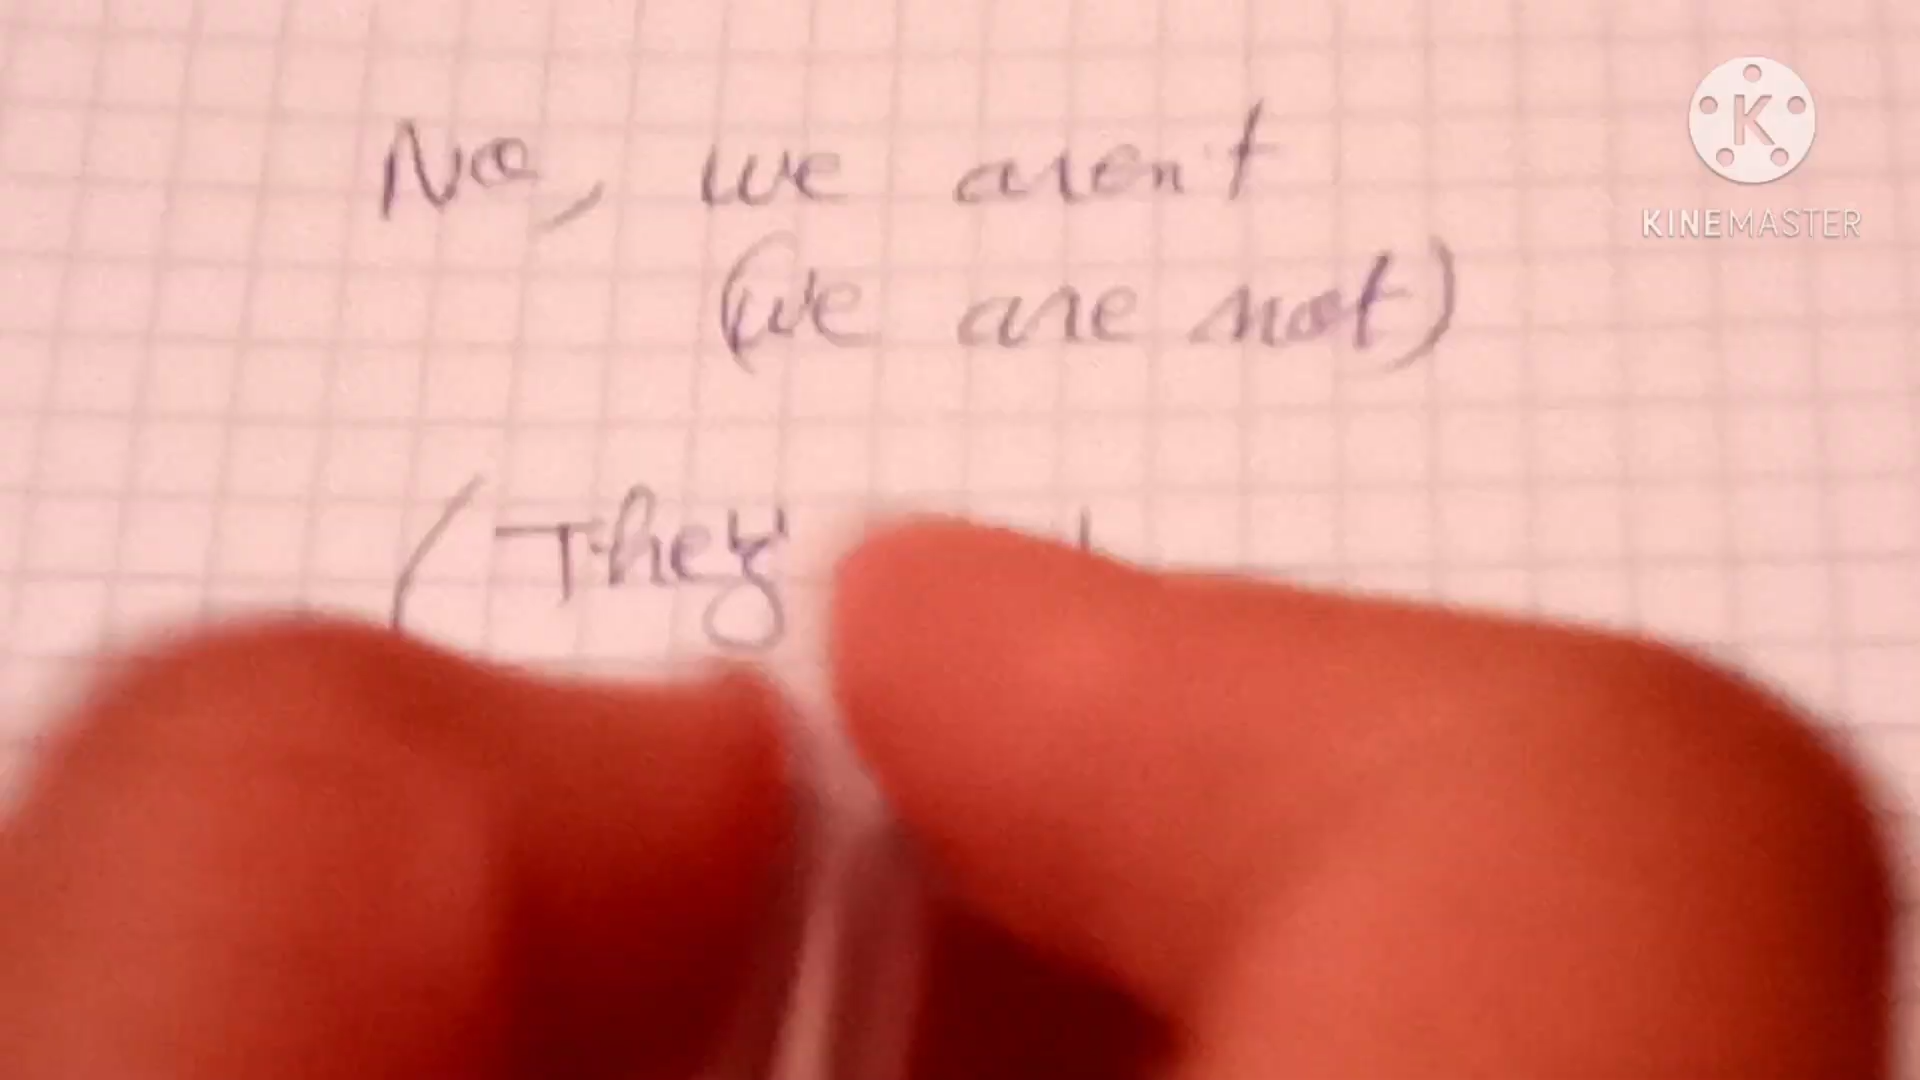 No, we aren't
(we are not)
(They
K
KINEMASTER